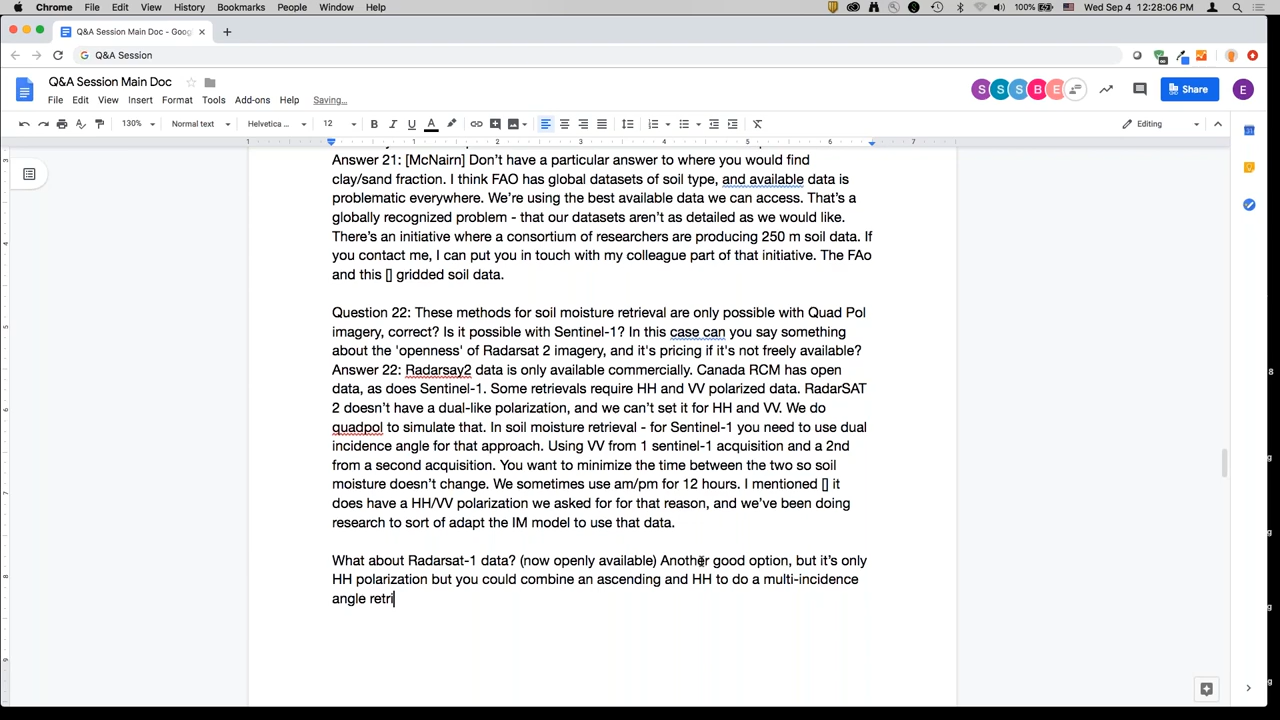 Chrome File Edit View History Bookmarks People Window Help 100% Wed Sep 4 12:28:06 PM
Q&A Session Main Doc - Goog
Q&A Session
Q&A Session Main Doc
File Edit View Insert Format Tools Add-ons Help Saving...
S S S B E Share E
130% Normal text Helvetica ... 12 B I U A Editing
1 1 2 3 4 5 6 7
Answer 21: [McNairn] Don't have a particular answer to where you would find
clay/sand fraction. I think FAO has global datasets of soil type, and available data is
problematic everywhere. We're using the best available data we can access. That's a
globally recognized problem - that our datasets aren't as detailed as we would like.
There's an initiative where a consortium of researchers are producing 250 m soil data. If
you contact me, I can put you in touch with my colleague part of that initiative. The FAo
and this [] gridded soil data.
Question 22: These methods for soil moisture retrieval are only possible with Quad Pol
imagery, correct? Is it possible with Sentinel-1? In this case can you say something
about the 'openness' of Radarsat 2 imagery, and it's pricing if it's not freely available?
Answer 22: Radarsay2 data is only available commercially. Canada RCM has open
data, as does Sentinel-1. Some retrievals require HH and VV polarized data. RadarSAT
2 doesn't have a dual-like polarization, and we can't set it for HH and VV. We do
quadpol to simulate that. In soil moisture retrieval - for Sentinel-1 you need to use dual
incidence angle for that approach. Using VV from 1 sentinel-1 acquisition and a 2nd
from a second acquisition. You want to minimize the time between the two so soil
moisture doesn't change. We sometimes use am/pm for 12 hours. I mentioned [] it
does have a HH/VV polarization we asked for for that reason, and we've been doing
research to sort of adapt the IM model to use that data.
What about Radarsat-1 data? (now openly available) Another good option, but it's only
HH polarization but you could combine an ascending and HH to do a multi-incidence
angle retri